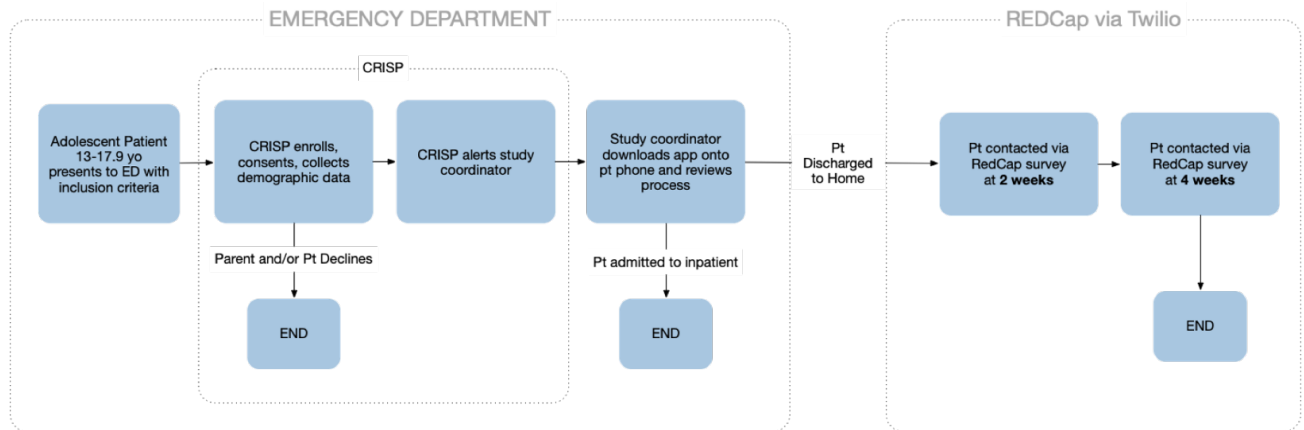 EMERGENCY DEPARTMENT
REDCap via Twilio
CRISP
Adolescent Patient
13-17.9 yo
presents to ED with
inclusion criteria
CRISP enrolls,
consents, collects
demographic data
CRISP alerts study
coordinator
Study coordinator
downloads app onto
pt phone and reviews
process
Pt
Discharged
to Home
Pt contacted via
RedCap survey
at 2 weeks
Pt contacted via
RedCap survey
at 4 weeks
Parent and/or Pt Declines
Pt admitted to inpatient
END
END
END